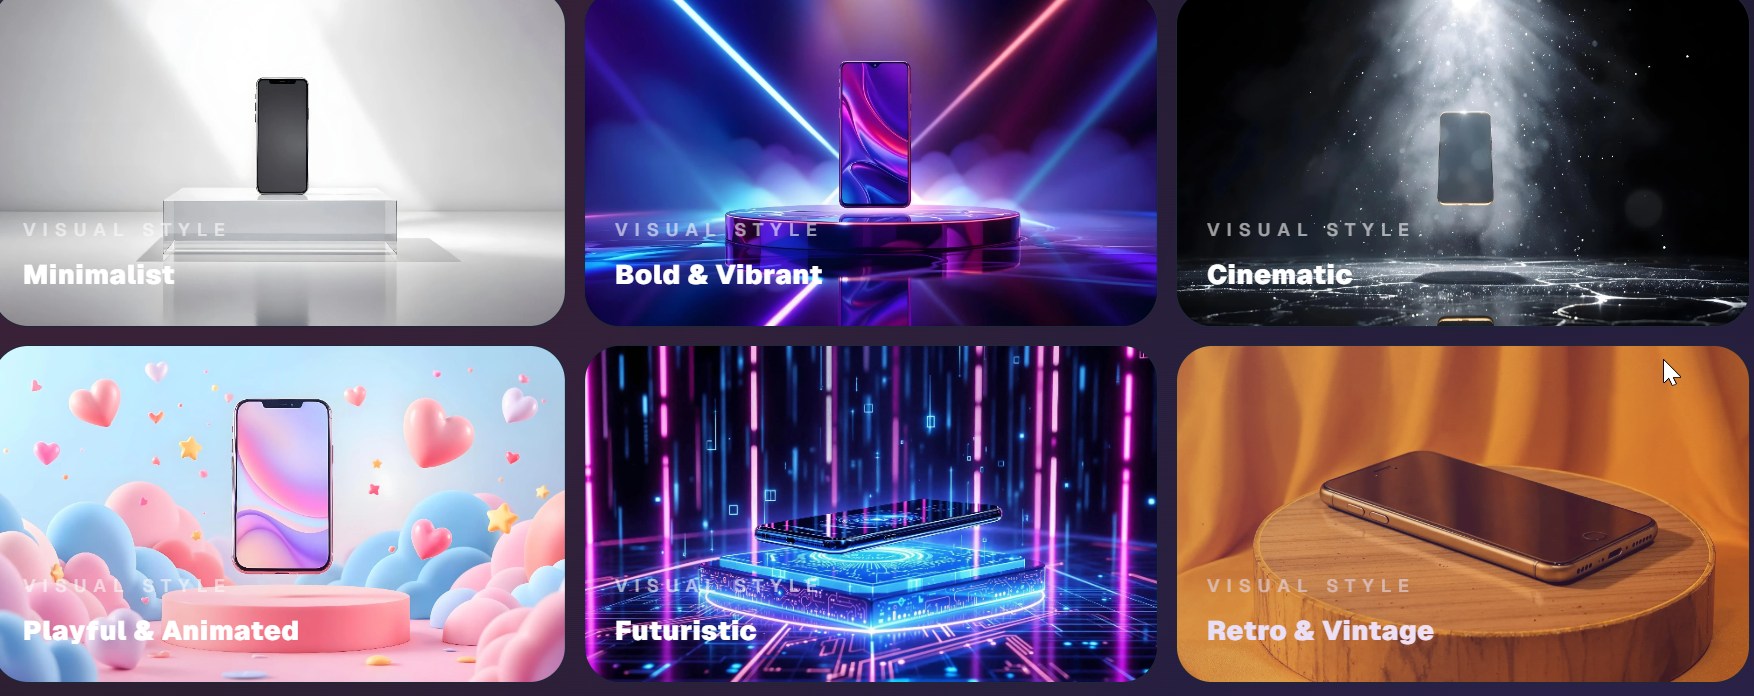 VISUAL STYLE
Minimalist
VISUAL STYLE
Bold & Vibrant
VISUAL STYLE
Cinematic
VISUAL STYLE
Playful & Animated
VISUAL STYLE
Futuristic
VISUAL STYLE
Retro & Vintage